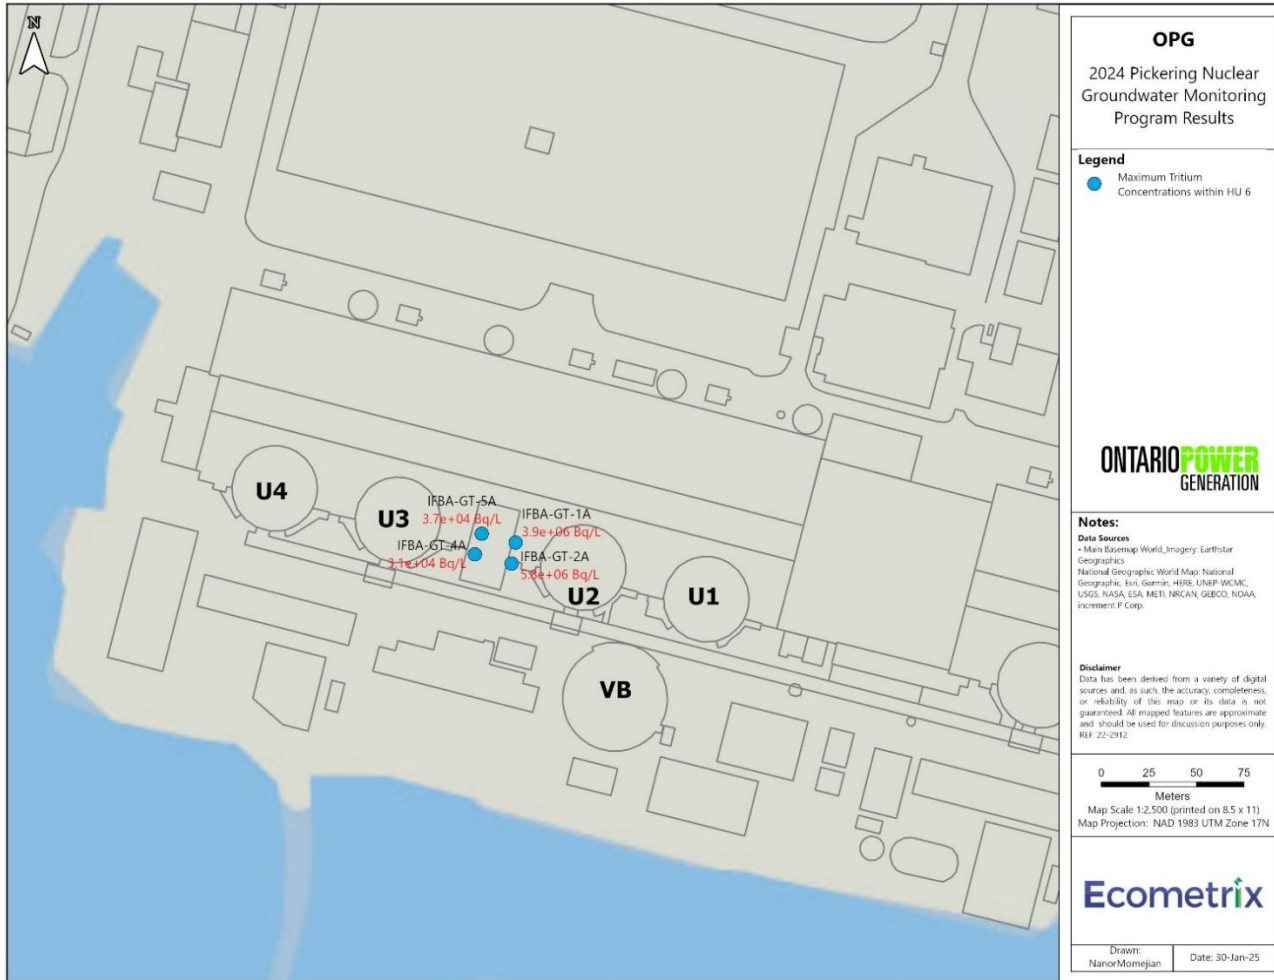 N
U4
U3
IFBA-GT-5A
3.7e+04 Bq/L
IFBA-GT-1A
3.9e+06 Bq/L
IFBA-GT-4A
3.1e+04 Bq/L
IFBA-GT-2A
5.8e+06 Bq/L
U2
U1
VB
OPG
2024 Pickering Nuclear
Groundwater Monitoring
Program Results
Legend
Maximum Tritium
Concentrations within HU 6
ONTARIOPOWER
GENERATION
Notes:
Data Sources
• Main Basemap World_Imagery: Earthstar
Geographics
National Geographic World Map: National
Geographic, Esri, Garmin, HERE, UNEP-WCMC,
USGS, NASA, ESA, METI, NRCAN, GEBCO, NOAA,
increment P Corp.
Disclaimer
Data has been derived from a variety of digital
sources and, as such, the accuracy, completeness,
or reliability of this map or its data is not
guaranteed. All mapped features are approximate
and should be used for discussion purposes only.
REF: 22-2912
0 25 50 75
Meters
Map Scale 1:2,500 (printed on 8.5 x 11)
Map Projection: NAD 1983 UTM Zone 17N
Ecometrix
Drawn:
NanorMomejian
Date: 30-Jan-25